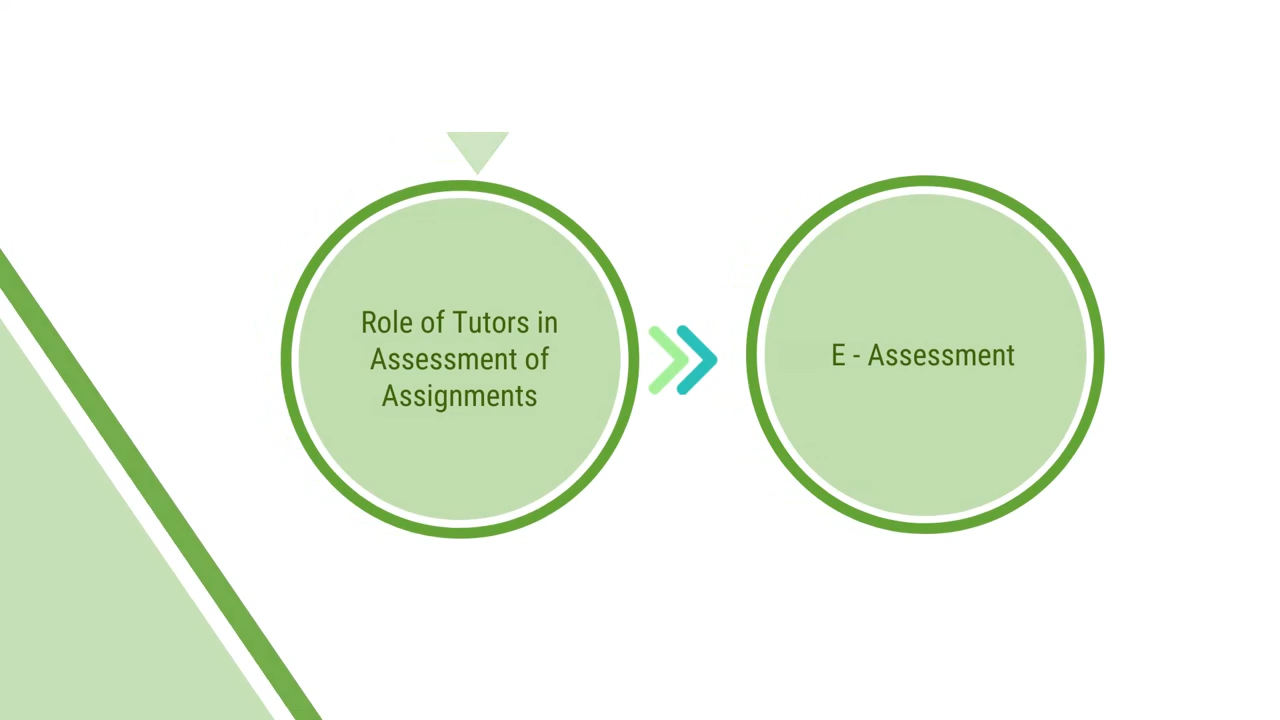 Role of Tutors in
Assessment of
Assignments
E - Assessment